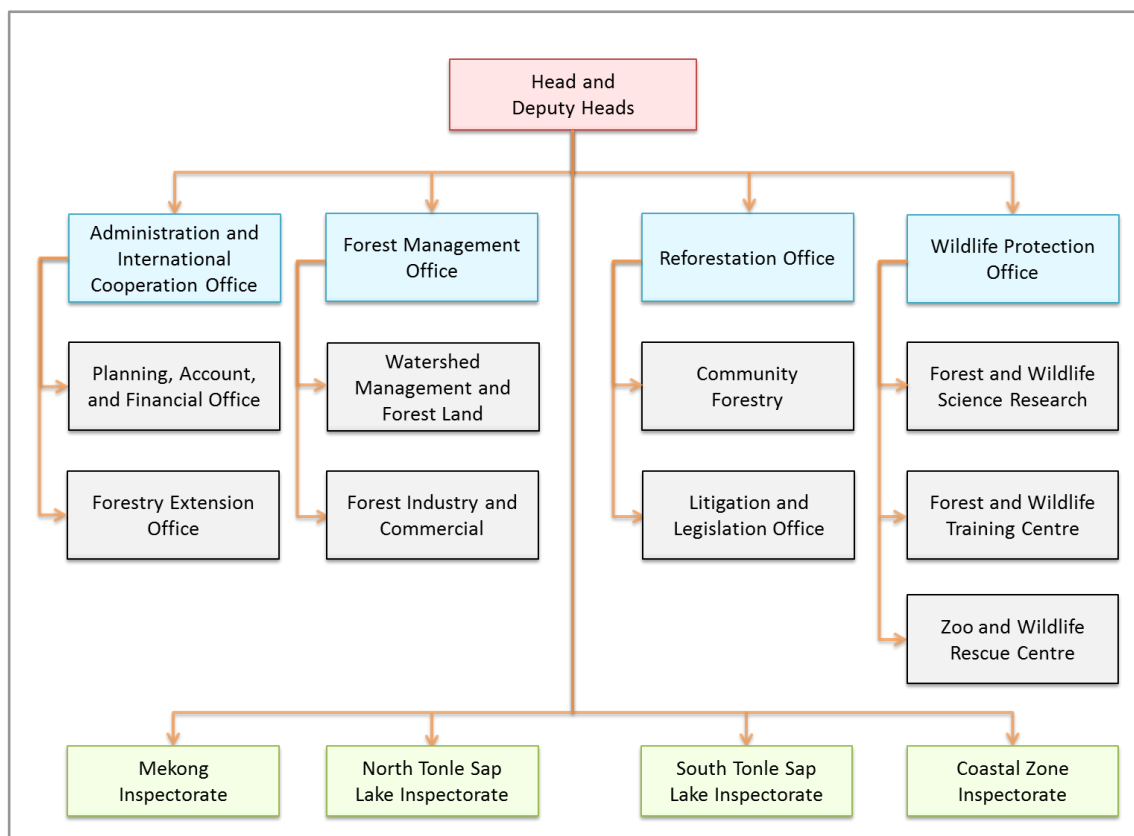 Head and
Deputy Heads
Administration and
International
Cooperation Office
Forest Management
Office
Reforestation Office
Wildlife Protection
Office
Planning, Account,
and Financial Office
Watershed
Management and
Forest Land
Community
Forestry
Forest and Wildlife
Science Research
Forestry Extension
Office
Forest Industry and
Commercial
Litigation and
Legislation Office
Forest and Wildlife
Training Centre
Zoo and Wildlife
Rescue Centre
Mekong
Inspectorate
North Tonle Sap
Lake Inspectorate
South Tonle Sap
Lake Inspectorate
Coastal Zone
Inspectorate